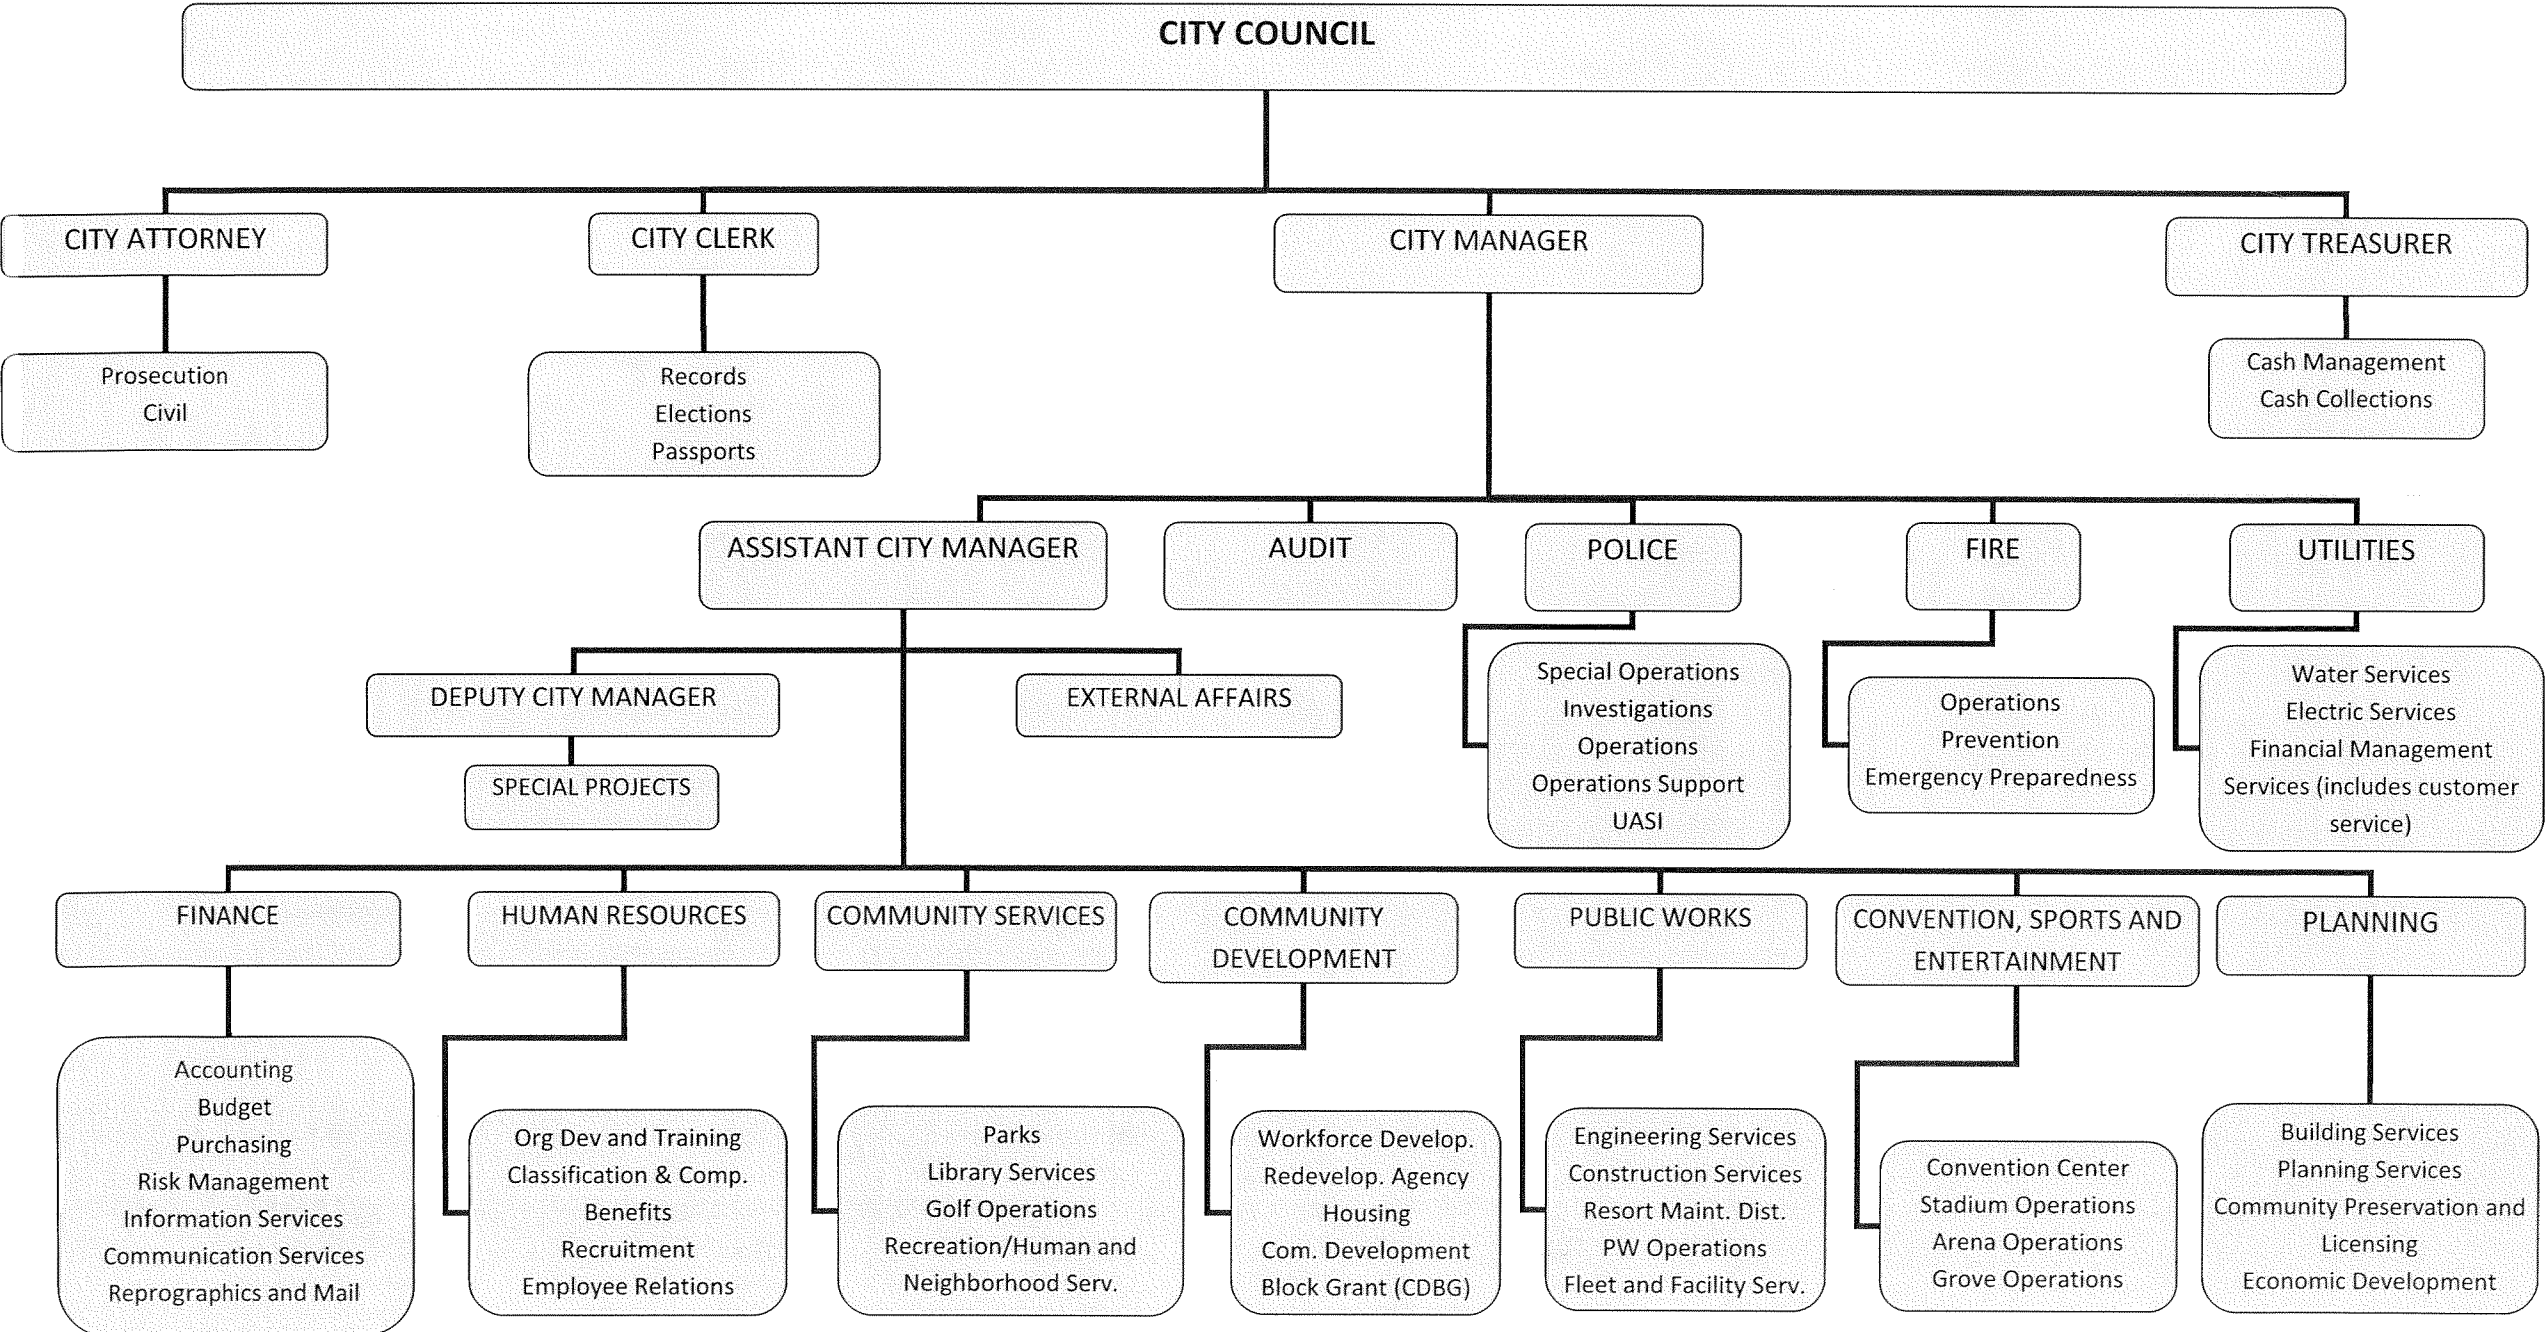 CITY COUNCIL
CITY ATTORNEY
CITY CLERK
CITY MANAGER
CITY TREASURER
Prosecution
Civil
Records
Elections
Passports
Cash Management
Cash Collections
ASSISTANT CITY MANAGER
AUDIT
POLICE
FIRE
UTILITIES
DEPUTY CITY MANAGER
EXTERNAL AFFAIRS
SPECIAL PROJECTS
Special Operations
Investigations
Operations
Operations Support
UASI
Operations
Prevention
Emergency Preparedness
Water Services
Electric Services
Financial Management
Services (includes customer
service)
FINANCE
HUMAN RESOURCES
COMMUNITY SERVICES
COMMUNITY
DEVELOPMENT
PUBLIC WORKS
CONVENTION, SPORTS AND
ENTERTAINMENT
PLANNING
Accounting
Budget
Purchasing
Risk Management
Information Services
Communication Services
Reprographics and Mail
Org Dev and Training
Classification & Comp.
Benefits
Recruitment
Employee Relations
Parks
Library Services
Golf Operations
Recreation/Human and
Neighborhood Serv.
Workforce Develop.
Redevelop. Agency
Housing
Com. Development
Block Grant (CDBG)
Engineering Services
Construction Services
Resort Maint. Dist.
PW Operations
Fleet and Facility Serv.
Convention Center
Stadium Operations
Arena Operations
Grove Operations
Building Services
Planning Services
Community Preservation and
Licensing
Economic Development